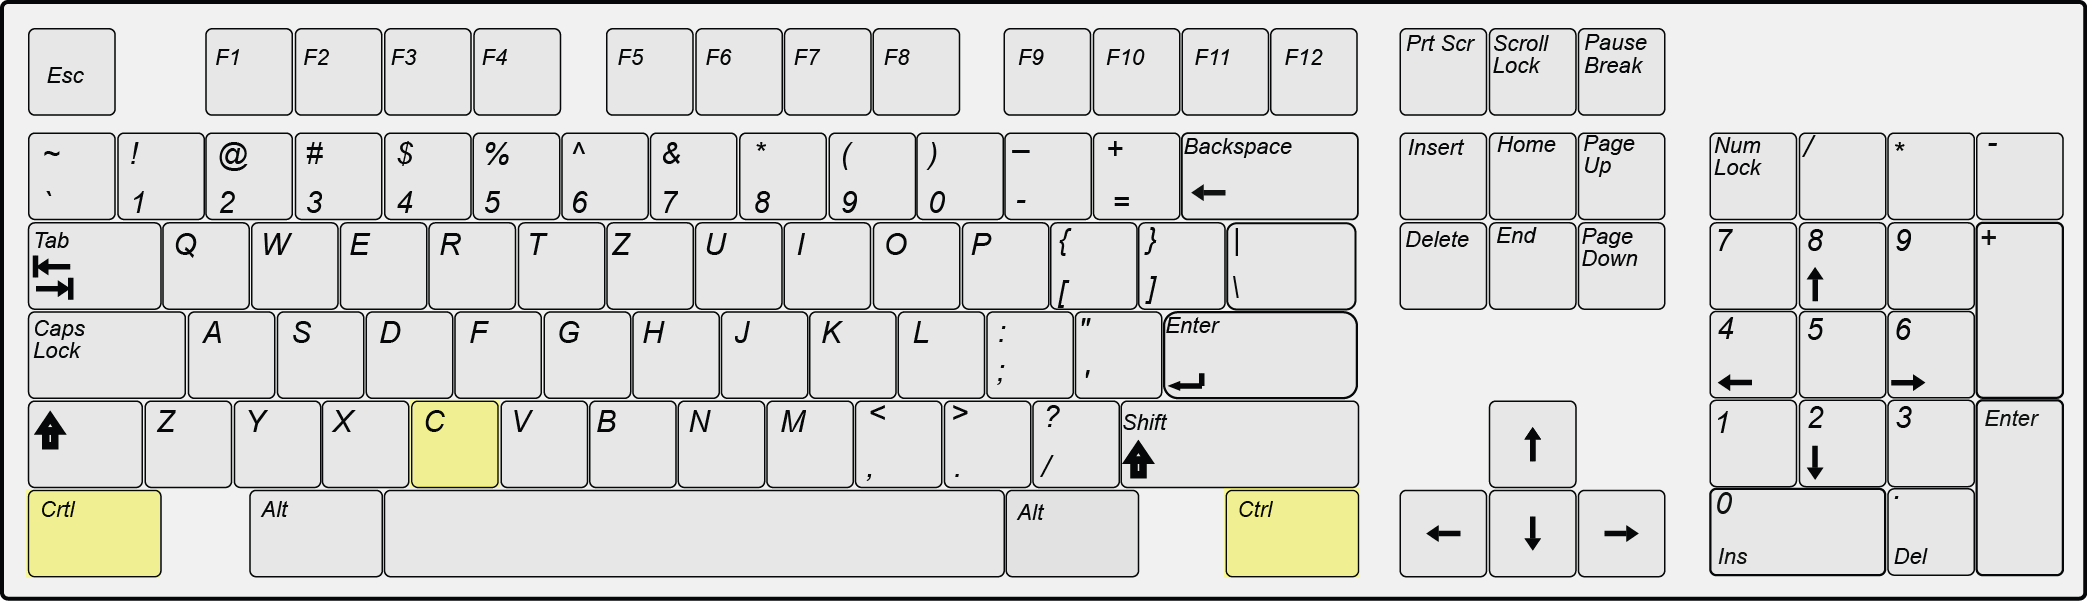 Esc F1 F2 F3 F4 F5 F6 F7 F8 F9 F10 F11 F12 Prt Scr Scroll Lock Pause Break
~ ` ! 1 @ 2 # 3 $ 4 % 5 ^ 6 & 7 * 8 ( 9 ) 0 – - + = Backspace Insert Home Page Up Num Lock / * -
Tab Q W E R T Z U I O P { [ } ] | \ Delete End Page Down 7 8 9 +
Caps Lock A S D F G H J K L : ; " ' Enter 4 5 6
Z Y X C V B N M < , > . ? / Shift 1 2 3 Enter
Crtl Alt Alt Ctrl 0 Ins . Del